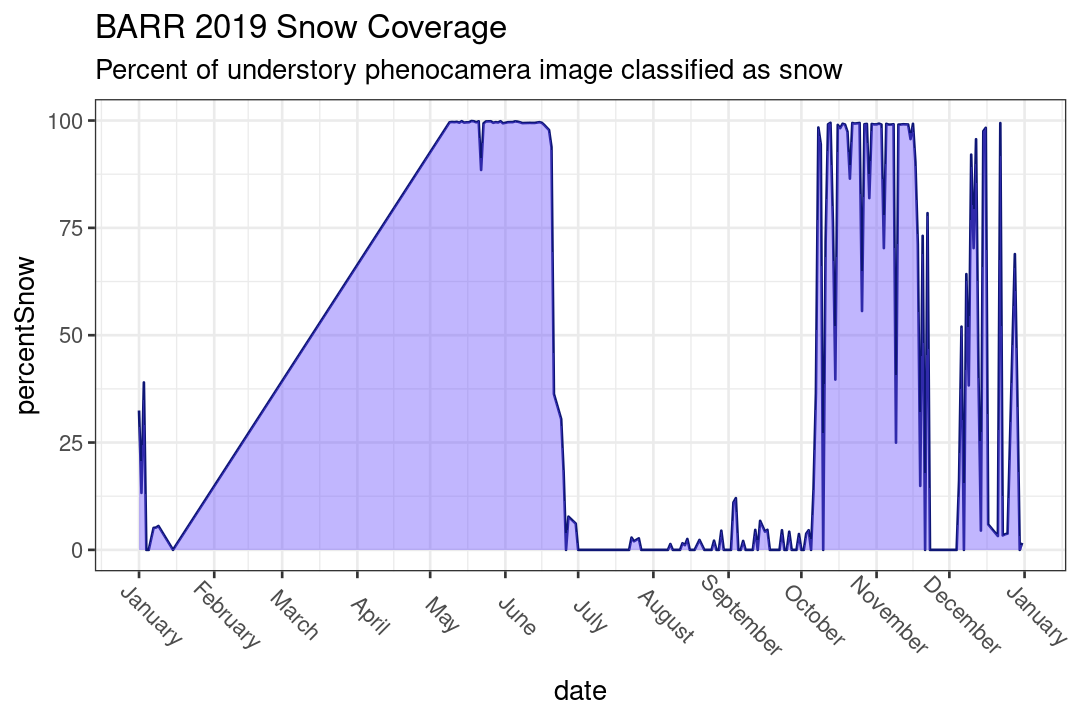 BARR 2019 Snow Coverage
Percent of understory phenocamera image classified as snow
percentSnow
100
75
50
25
0
January
February
March
April
May
June
July
August
September
October
November
December
January
date